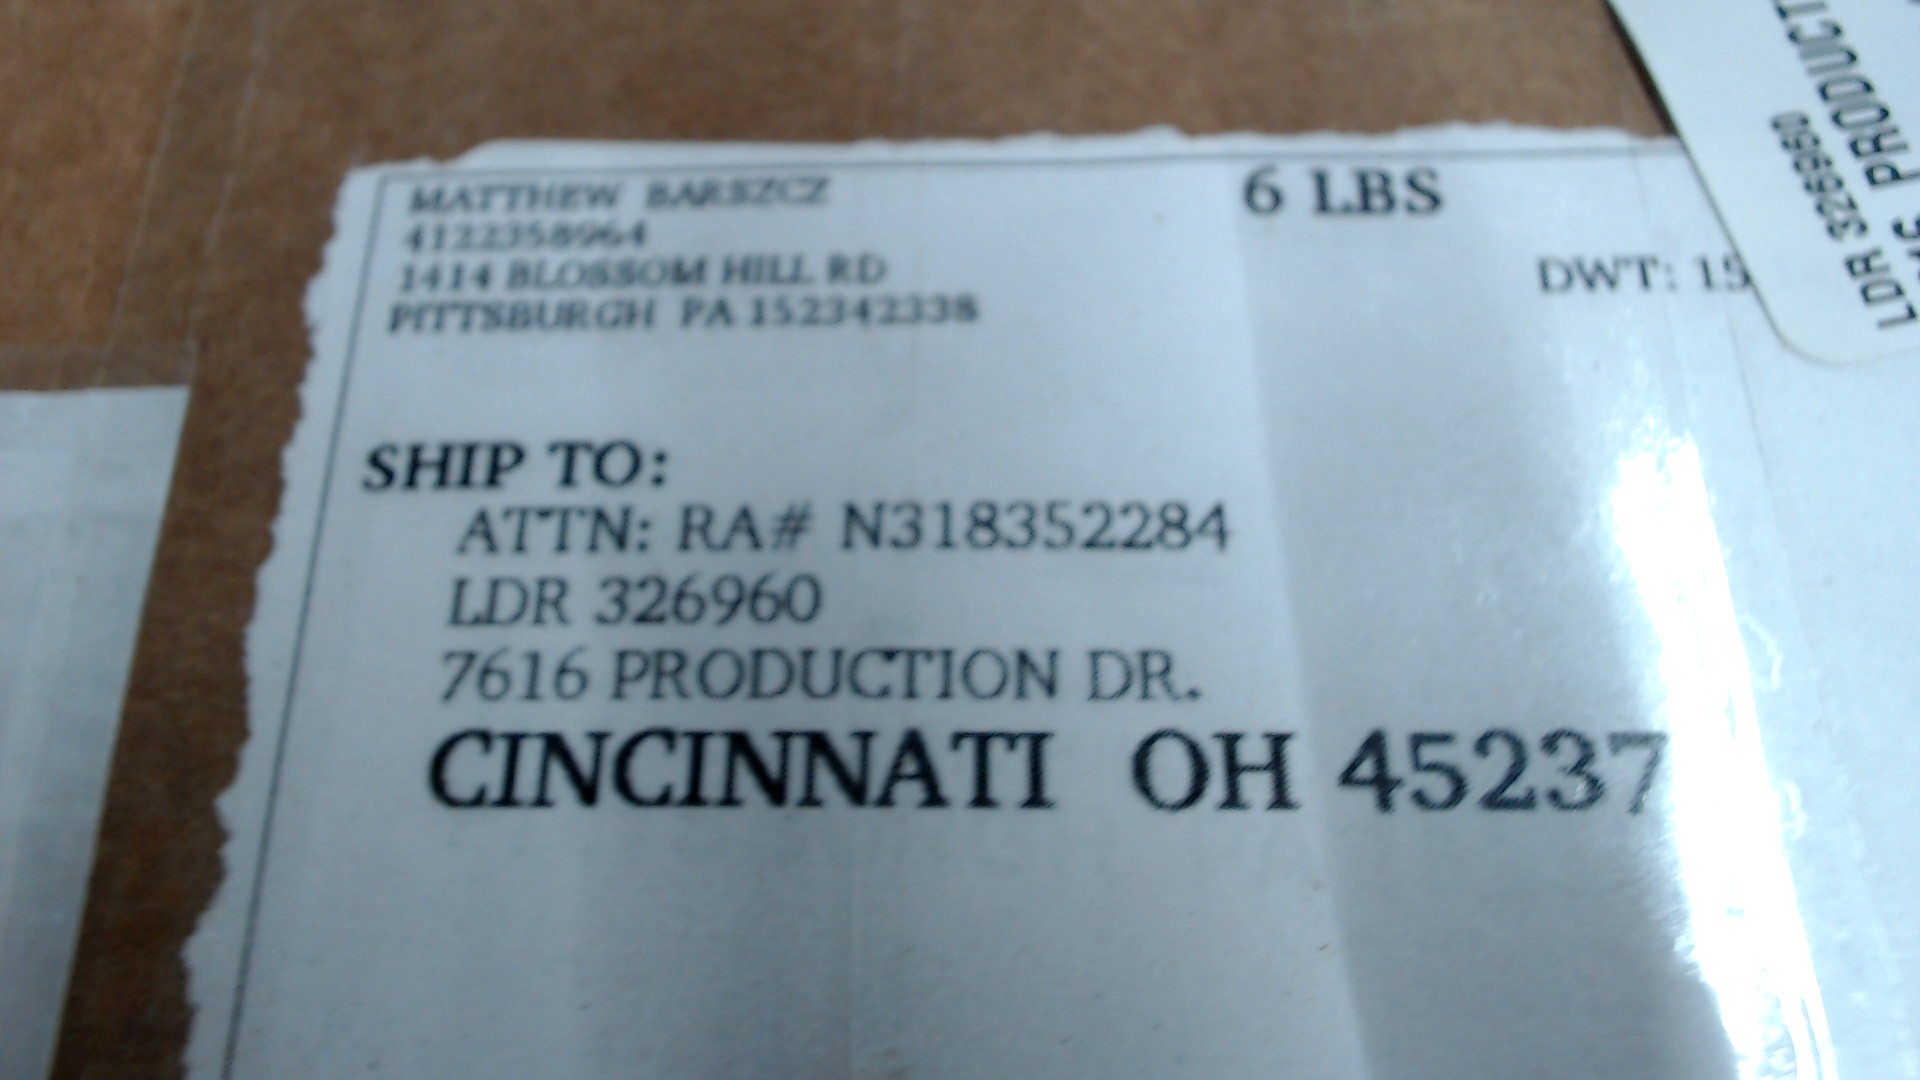 MATTHEW BARSZCZ
4122358964
1414 BLOSSOM HILL RD
PITTSBURGH PA 152342338
6 LBS
DWT: 15
SHIP TO:
ATTN: RA# N318352284
LDR 326960
7616 PRODUCTION DR.
CINCINNATI OH 45237
LDR 326960
PRODUCT